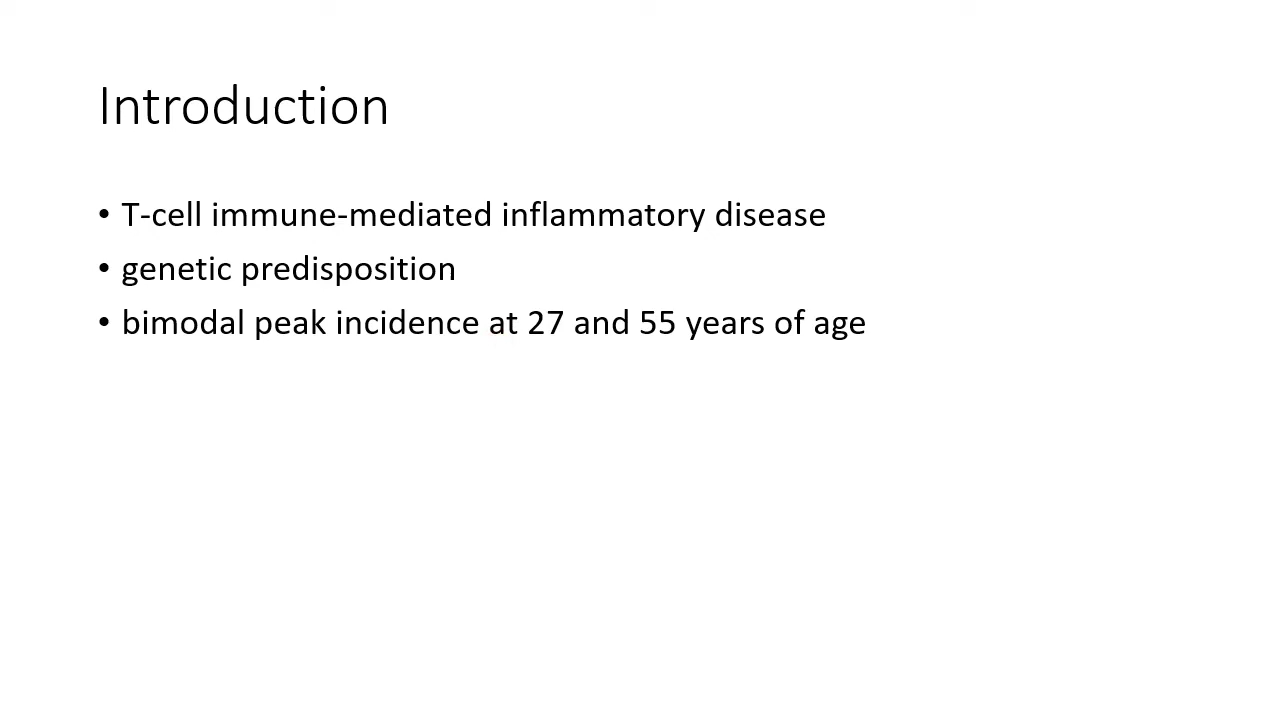 Introduction
• T-cell immune-mediated inflammatory disease
• genetic predisposition
• bimodal peak incidence at 27 and 55 years of age